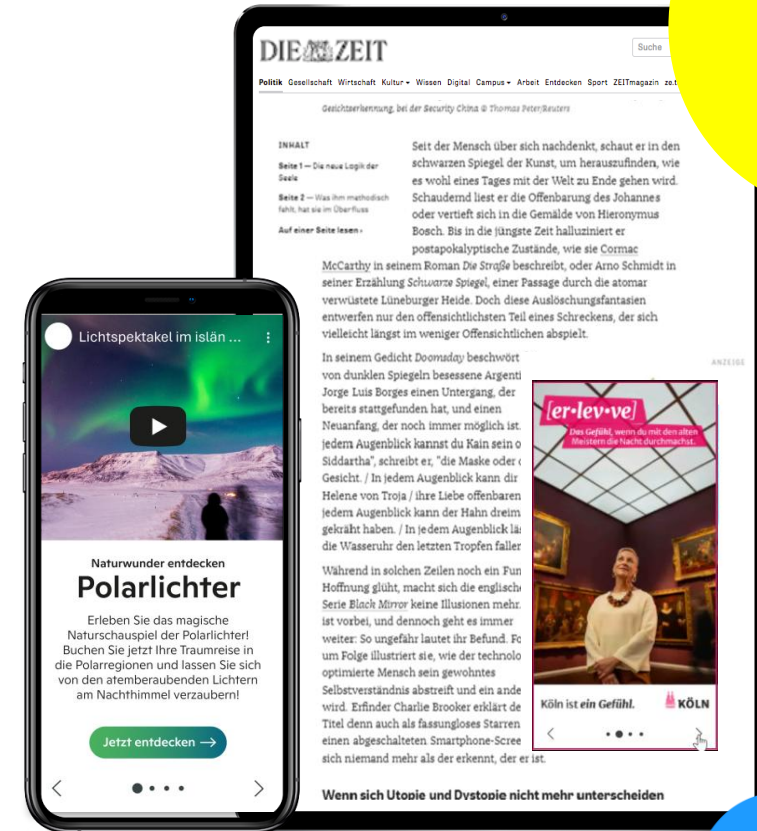 DIE ZEIT
Suche
Politik Gesellschaft Wirtschaft Kultur Wissen Digital Campus Arbeit Entdecken Sport ZEITmagazin ze.t
Gesichtserkennung, bei der Security China © Thomas Peter/Reuters
INHALT
Seite 1 — Die neue Logik der
Seele
Seite 2 — Was ihm methodisch
fehlt, hat sie im Überfluss
Auf einer Seite lesen ›
Seit der Mensch über sich nachdenkt, schaut er in den
schwarzen Spiegel der Kunst, um herauszufinden, wie
es wohl eines Tages mit der Welt zu Ende gehen wird.
Schaudernd liest er die Offenbarung des Johannes
oder vertieft sich in die Gemälde von Hieronymus
Bosch. Bis in die jüngste Zeit halluziniert er
postapokalyptische Zustände, wie sie Cormac
McCarthy in seinem Roman Die Straße beschreibt, oder Arno Schmidt in
seiner Erzählung Schwarze Spiegel, einer Passage durch die atomar
verwüstete Lüneburger Heide. Doch diese Auslöschungsfantasien
entwerfen nur den offensichtlichsten Teil eines Schreckens, der sich
vielleicht längst im weniger Offensichtlichen abspielt.
In seinem Gedicht Doomsday beschwört
von dunklen Spiegeln besessene Argenti
Jorge Luis Borges einen Untergang, der
bereits stattgefunden hat, und einen
Neuanfang, der noch immer möglich ist.
jedem Augenblick kannst du Kain sein o
Siddartha", schreibt er, "die Maske oder
Gesicht. / In jedem Augenblick kann dir
Helene von Troja / ihre Liebe offenbaren
jedem Augenblick kann der Hahn dreim
gekräht haben. / In jedem Augenblick lä
die Wasseruhr den letzten Tropfen faller
Während in solchen Zeilen noch ein Fun
Hoffnung glüht, macht sich die englische
Serie Black Mirror keine Illusionen mehr.
ist vorbei, und dennoch geht es immer
weiter: So ungefähr lautet ihr Befund. Fo
um Folge illustriert sie, wie der technolo
optimierte Mensch sein gewohntes
Selbstverständnis abstreift und ein ande
wird. Erfinder Charlie Brooker erklärt de
Titel denn auch als fassungloses Starren
einen abgeschalteten Smartphone-Scree
sich niemand mehr als der erkennt, der er ist.
Wenn sich Utopie und Dystopie nicht mehr unterscheiden
ANZEIGE
[er•lev•ve]
Das Gefühl, wenn du mit den alten
Meistern die Nacht durchmachst.
Köln ist ein Gefühl.
KÖLN
Lichtspektakel im islän ...
Naturwunder entdecken
Polarlichter
Erleben Sie das magische
Naturschauspiel der Polarlichter!
Buchen Sie jetzt Ihre Traumreise in
die Polarregionen und lassen Sie sich
von den atemberaubenden Lichtern
am Nachthimmel verzaubern!
Jetzt entdecken →